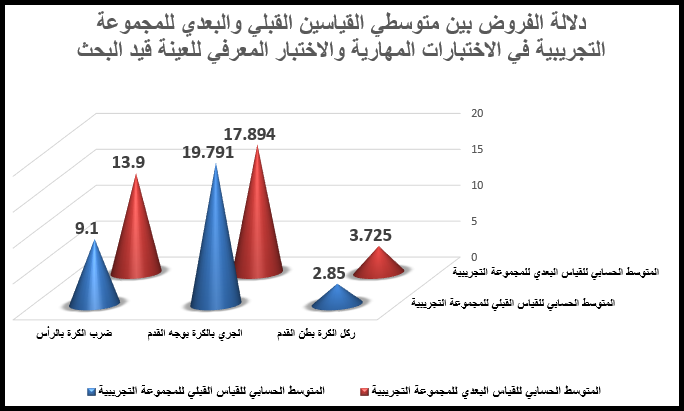 دلالة الفروض بين متوسطي القياسين القبلي والبعدي للمجموعة
التجريبية في الاختبارات المهارية والاختبار المعرفي للعينة قيد البحث
20
15
10
5
0
17.894
19.791
13.9
9.1
3.725
2.85
المتوسط الحسابي للقياس البعدي للمجموعة التجريبية
المتوسط الحسابي للقياس القبلي للمجموعة التجريبية
ركل الكرة بطن القدم
الجري بالكرة بوجه القدم
ضرب الكرة بالرأس
المتوسط الحسابي للقياس القبلي للمجموعة التجريبية
المتوسط الحسابي للقياس البعدي للمجموعة التجريبية